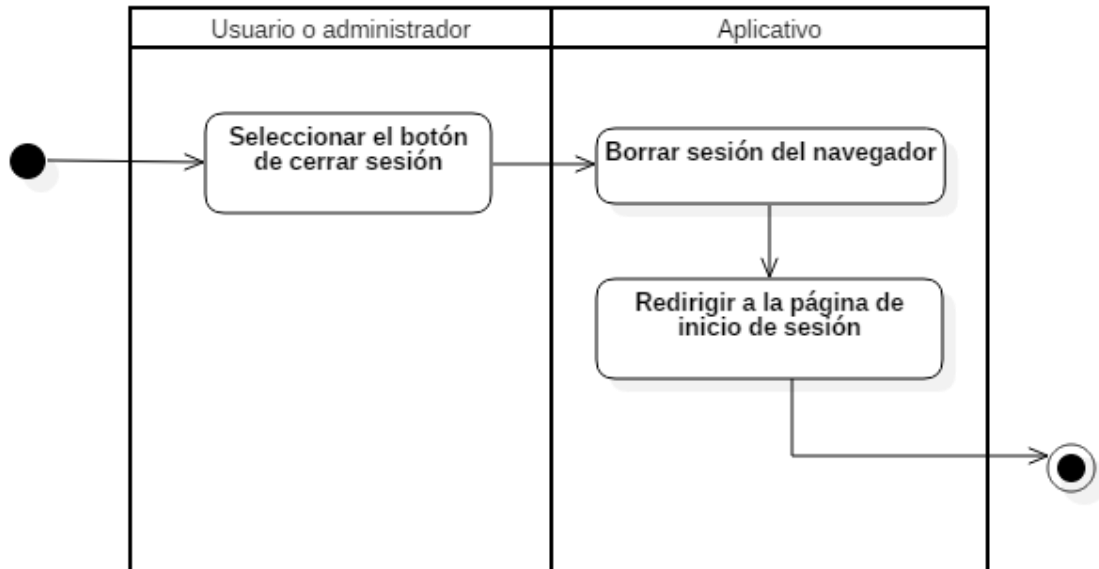 Usuario o administrador
Aplicativo
Seleccionar el botón
de cerrar sesión
Borrar sesión del navegador
Redirigir a la página de
inicio de sesión